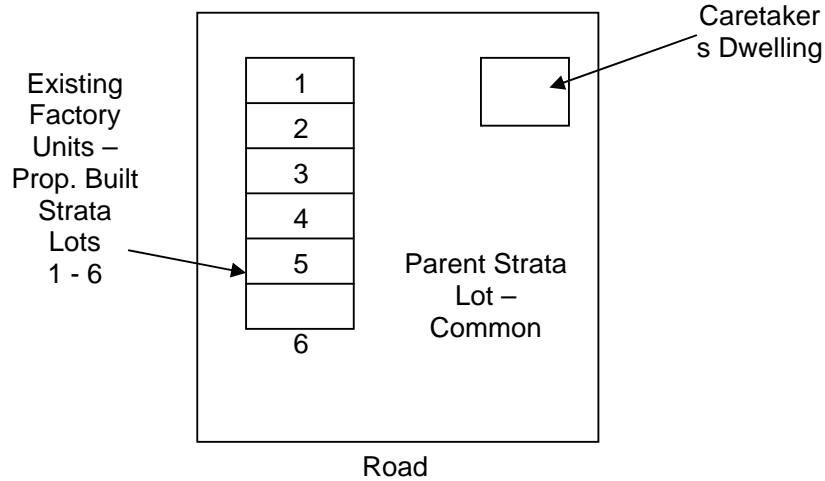 Caretaker
s Dwelling
Existing
Factory
Units –
Prop. Built
Strata
Lots
1 - 6
1
2
3
4
5
6
Parent Strata
Lot –
Common
Road